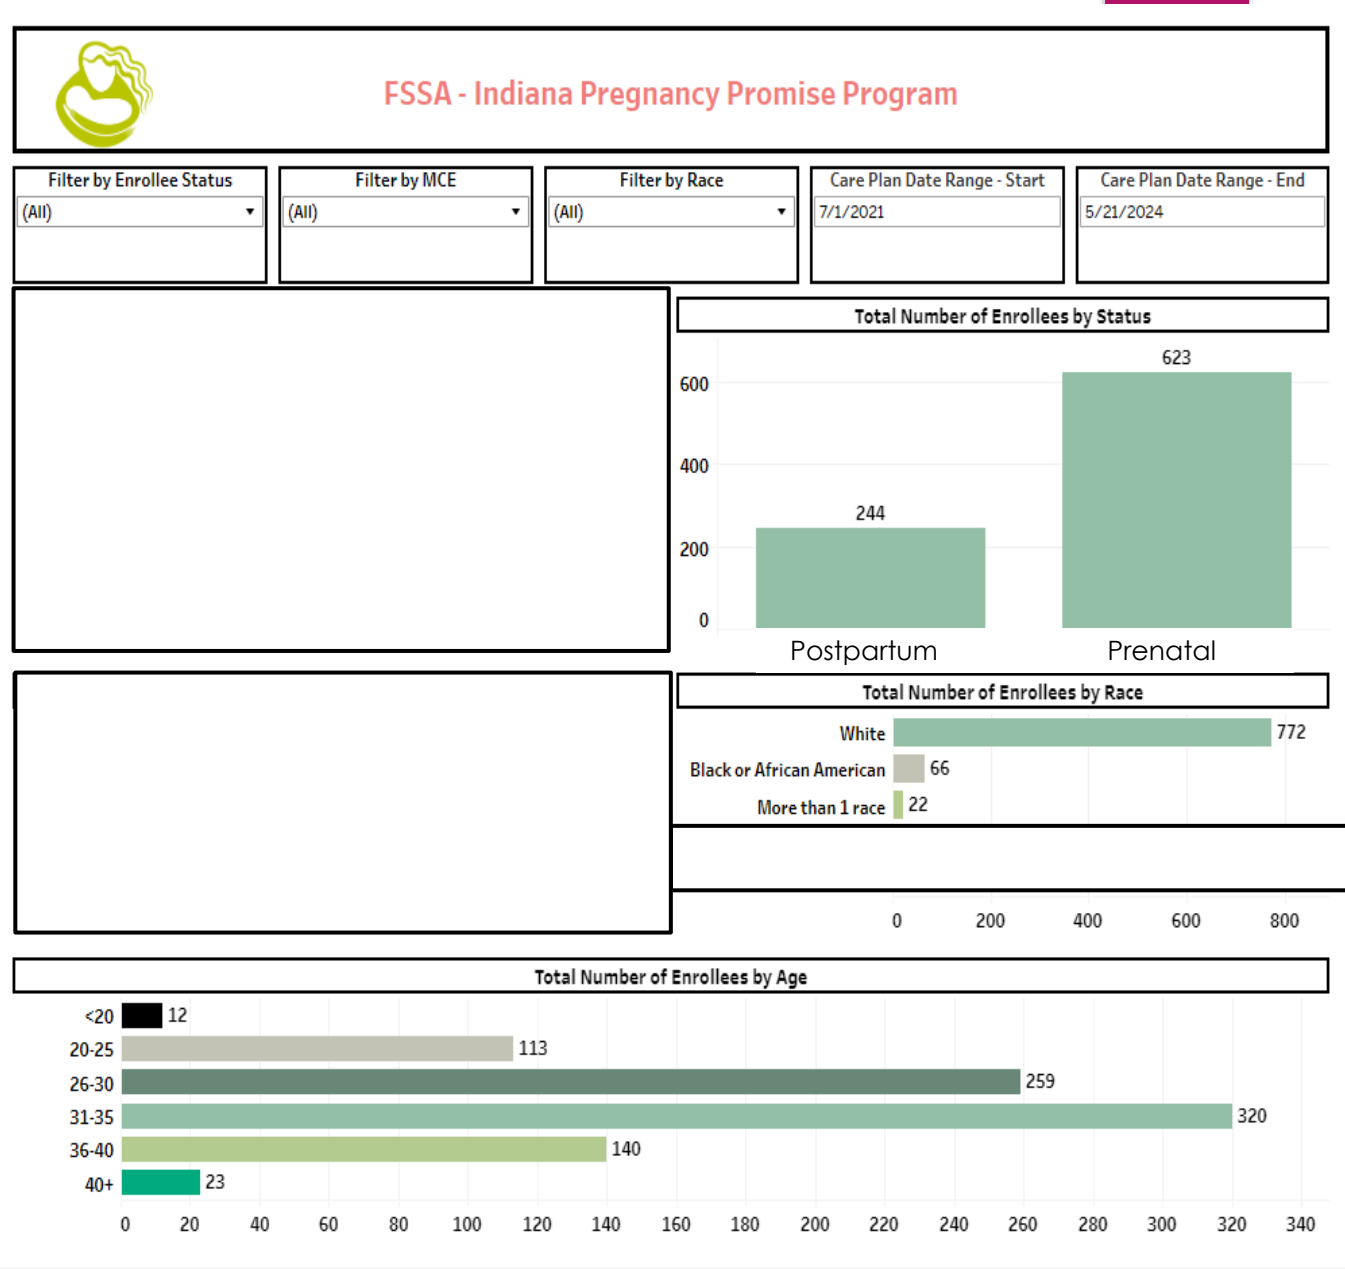 FSSA - Indiana Pregnancy Promise Program
Filter by Enrollee Status
(All)
Filter by MCE
(All)
Filter by Race
(All)
Care Plan Date Range - Start
7/1/2021
Care Plan Date Range - End
5/21/2024
Total Number of Enrollees by Status
623
600
400
244
200
0
Postpartum Prenatal
Total Number of Enrollees by Race
White 772
Black or African American 66
More than 1 race 22
0 200 400 600 800
Total Number of Enrollees by Age
<20 12
20-25 113
26-30 259
31-35 320
36-40 140
40+ 23
0 20 40 60 80 100 120 140 160 180 200 220 240 260 280 300 320 340